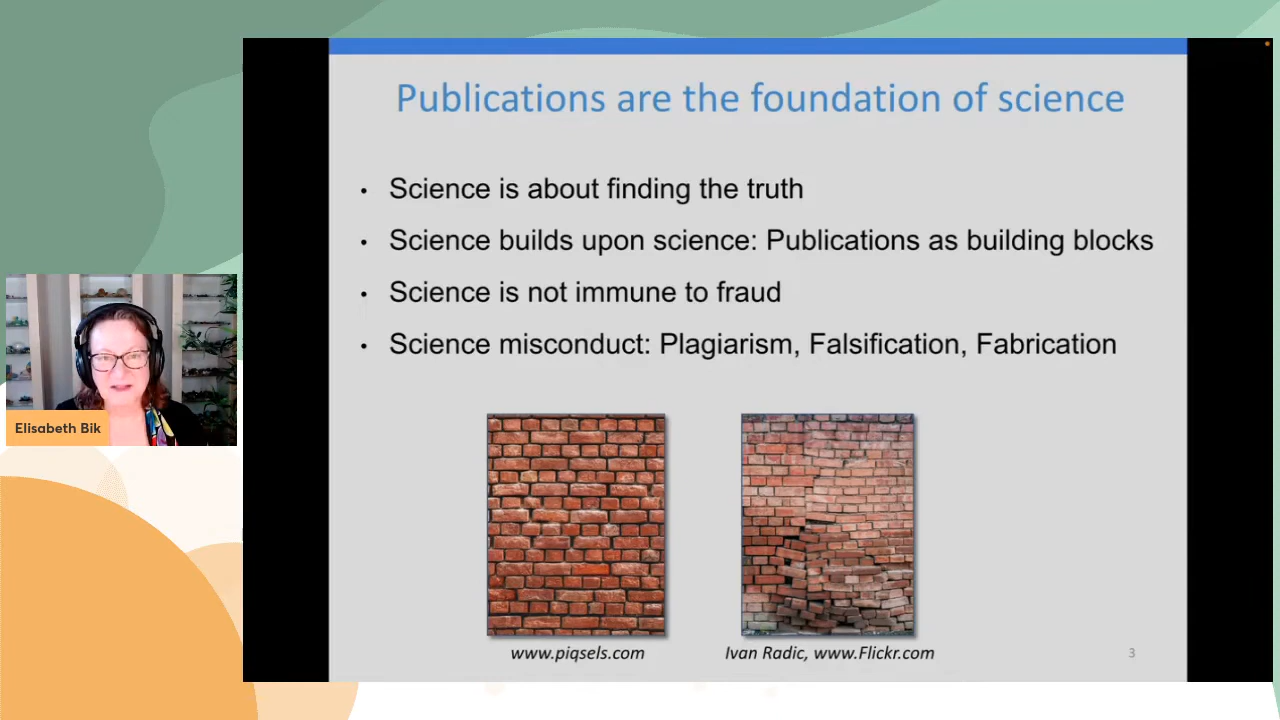 Publications are the foundation of science
• Science is about finding the truth
• Science builds upon science: Publications as building blocks
• Science is not immune to fraud
• Science misconduct: Plagiarism, Falsification, Fabrication
Elisabeth Bik
www.piqsels.com
Ivan Radic, www.Flickr.com
3